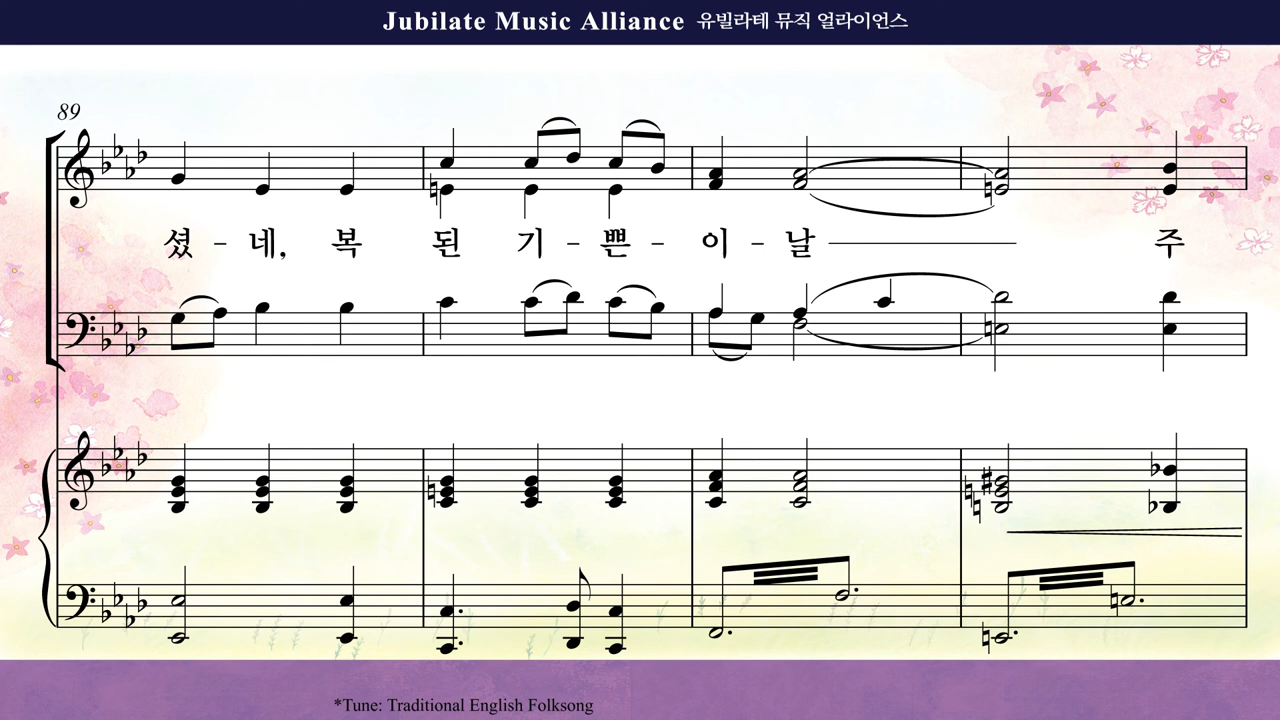 Jubilate Music Alliance 유빌라테 뮤직 얼라이언스
89
셨 - 네, 복 된 기 - 쁜 - 이 - 날 주
*Tune: Traditional English Folksong